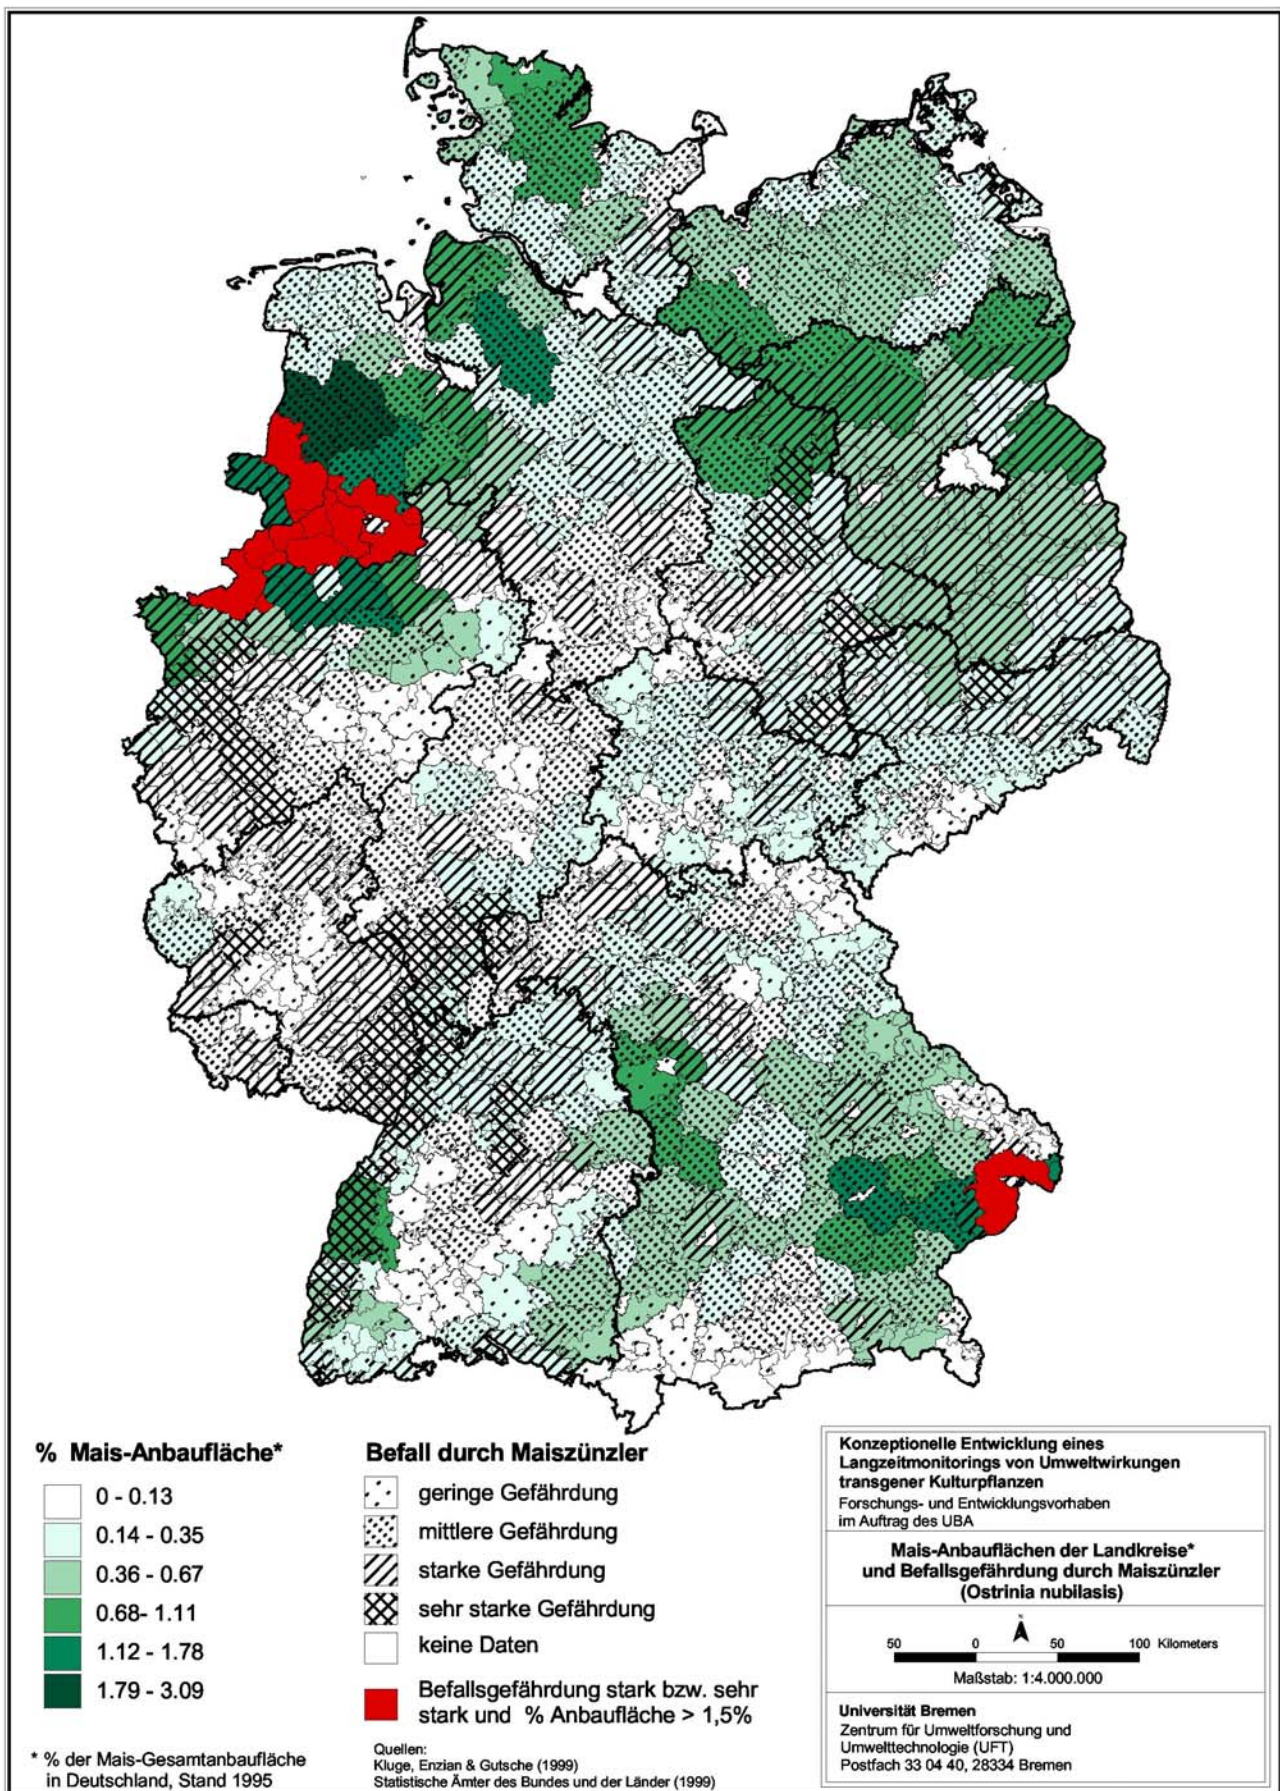 % Mais-Anbaufläche*
0 - 0.13
0.14 - 0.35
0.36 - 0.67
0.68- 1.11
1.12 - 1.78
1.79 - 3.09
* % der Mais-Gesamtanbaufläche
in Deutschland, Stand 1995
Befall durch Maiszünzler
geringe Gefährdung
mittlere Gefährdung
starke Gefährdung
sehr starke Gefährdung
keine Daten
Befallsgefährdung stark bzw. sehr
stark und % Anbaufläche > 1,5%
Quellen:
Kluge, Enzian & Gutsche (1999)
Statistische Ämter des Bundes und der Länder (1999)
Konzeptionelle Entwicklung eines
Langzeitmonitorings von Umweltwirkungen
transgener Kulturpflanzen
Forschungs- und Entwicklungsvorhaben
im Auftrag des UBA
Mais-Anbauflächen der Landkreise*
und Befallsgefährdung durch Maiszünzler
(Ostrinia nubilasis)
N
50 0 50 100 Kilometers
Maßstab: 1:4.000.000
Universität Bremen
Zentrum für Umweltforschung und
Umwelttechnologie (UFT)
Postfach 33 04 40, 28334 Bremen